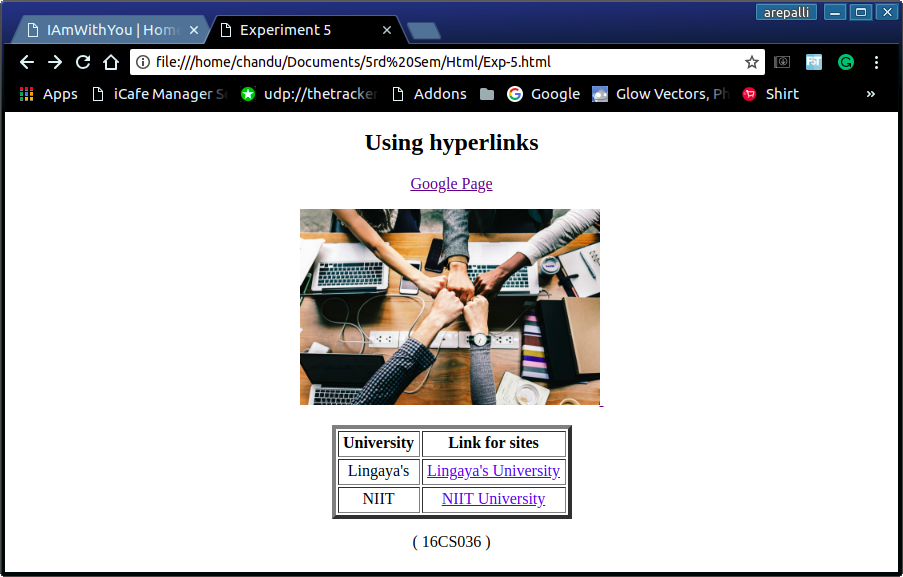 arepalli
IAmWithYou | Hom
Experiment 5
file:///home/chandu/Documents/5rd%20Sem/Html/Exp-5.html
Apps iCafe Manager Se udp://thetracker Addons Google Glow Vectors, Ph Shirt »
Using hyperlinks
Google Page
University Link for sites
Lingaya's Lingaya's University
NIIT NIIT University
( 16CS036 )